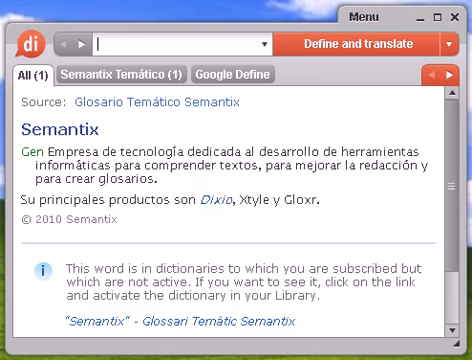 Menu
di
Define and translate
All (1)
Semantix Temático (1)
Google Define
Source: Glosario Temático Semantix
Semantix
Gen Empresa de tecnología dedicada al desarrollo de herramientas
informáticas para comprender textos, para mejorar la redacción y
para crear glosarios.
Su principales productos son Dixio, Xtyle y Gloxr.
© 2010 Semantix
i
This word is in dictionaries to which you are subscribed but
which are not active. If you want to see it, click on the link
and activate the dictionary in your Library.
"Semantix" - Glossari Temàtic Semantix